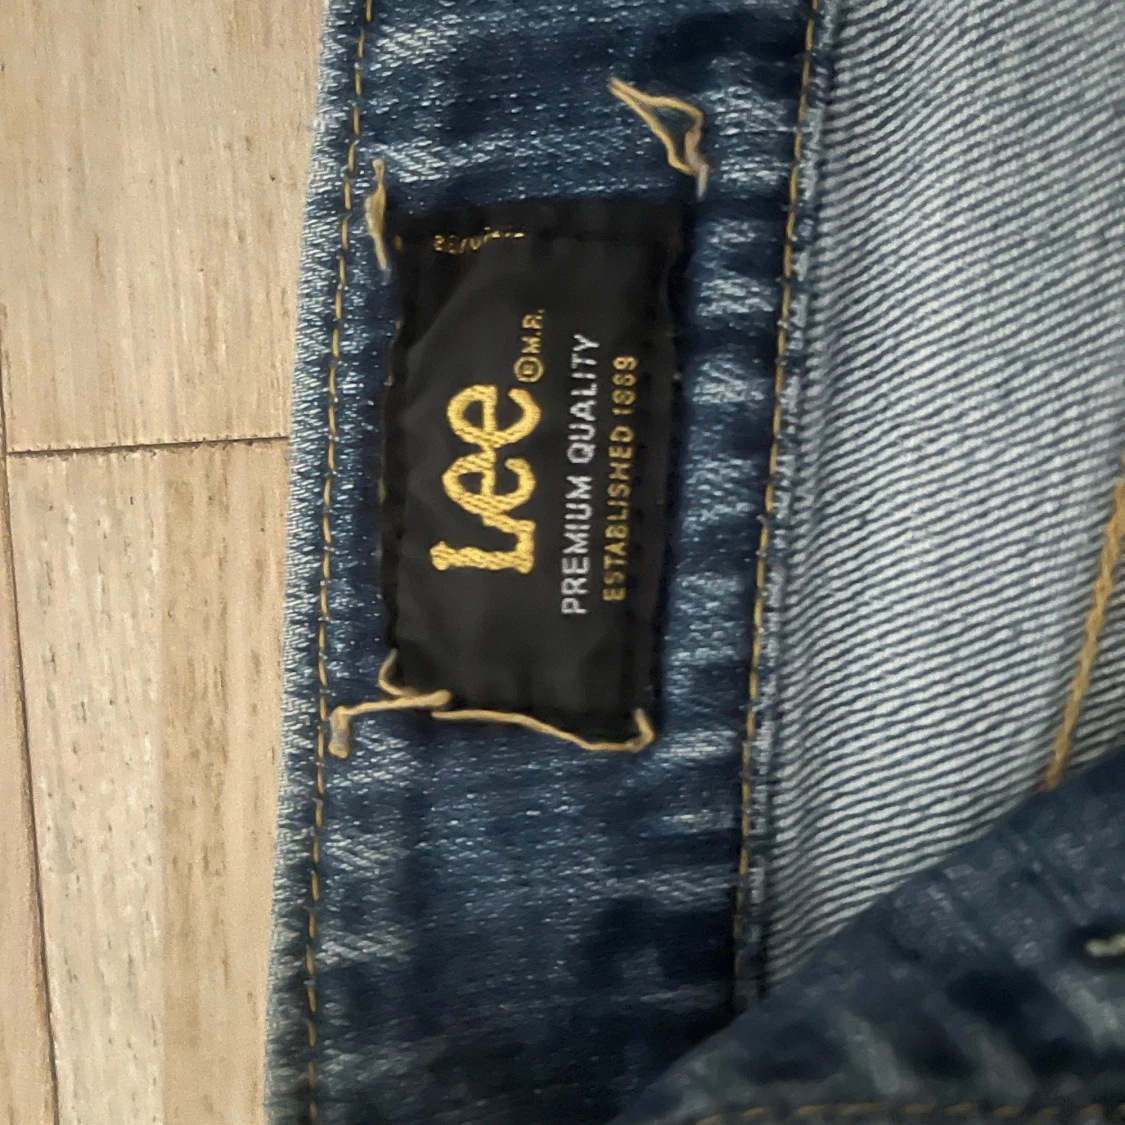 Lee ® M.R.
PREMIUM QUALITY
ESTABLISHED 1889